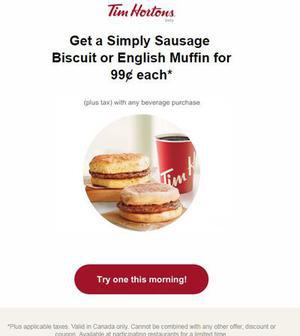 Tim Hortons
Get a Simply Sausage
Biscuit or English Muffin for
99¢ each*
(plus tax) with any beverage purchase
Tim Ho
Try one this morning!
*Plus applicable taxes. Valid in Canada only. Cannot be combined with any other offer, discount or
coupon. Available at participating restaurants for a limited time.